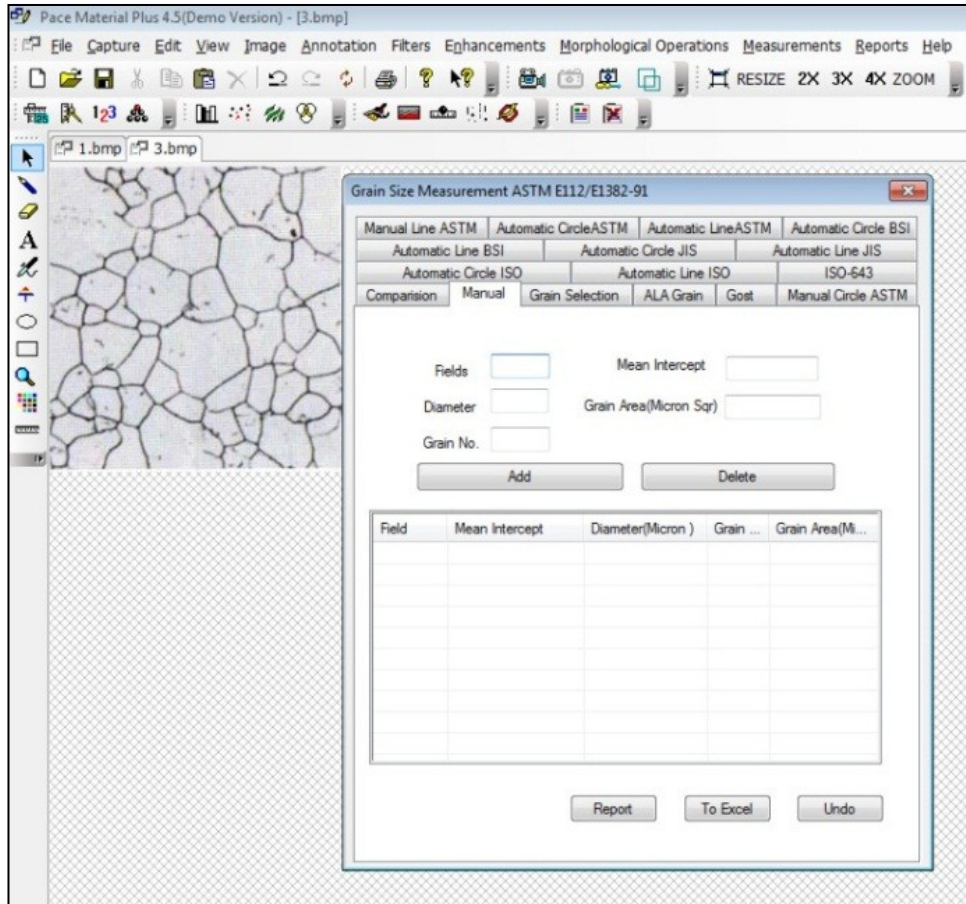 Pace Material Plus 4.5(Demo Version) - [3.bmp]
File Capture Edit View Image Annotation Filters Enhancements Morphological Operations Measurements Reports Help
RESIZE 2X 3X 4X ZOOM
123
1.bmp 3.bmp
A
Grain Size Measurement ASTM E112/E1382-91
Manual Line ASTM Automatic CircleASTM Automatic LineASTM Automatic Circle BSI
Automatic Line BSI Automatic Circle JIS Automatic Line JIS
Automatic Circle ISO Automatic Line ISO ISO-643
Comparision Manual Grain Selection ALA Grain Gost Manual Circle ASTM
Fields Mean Intercept
Diameter Grain Area(Micron Sqr)
Grain No.
Add Delete
Field Mean Intercept Diameter(Micron ) Grain ... Grain Area(Mi...
Report To Excel Undo